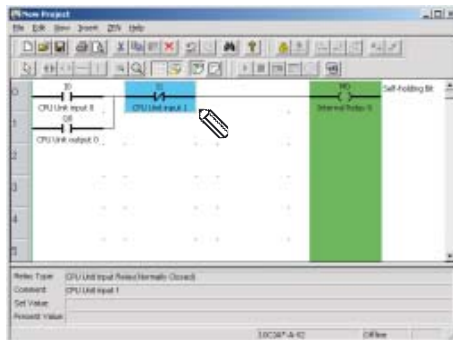 New Project
File Edit View Insert ZEN Help
0 I0 I1 M0 Self-holding Bit
CPU Unit input 0 CPU Unit input 1 Internal Relay 0
1 Q0
CPU Unit output 0
2
3
4
5
Relay Type CPU Unit Input Relay(Normally Closed)
Comment CPU Unit input 1
Set Value
Present Value
Offline